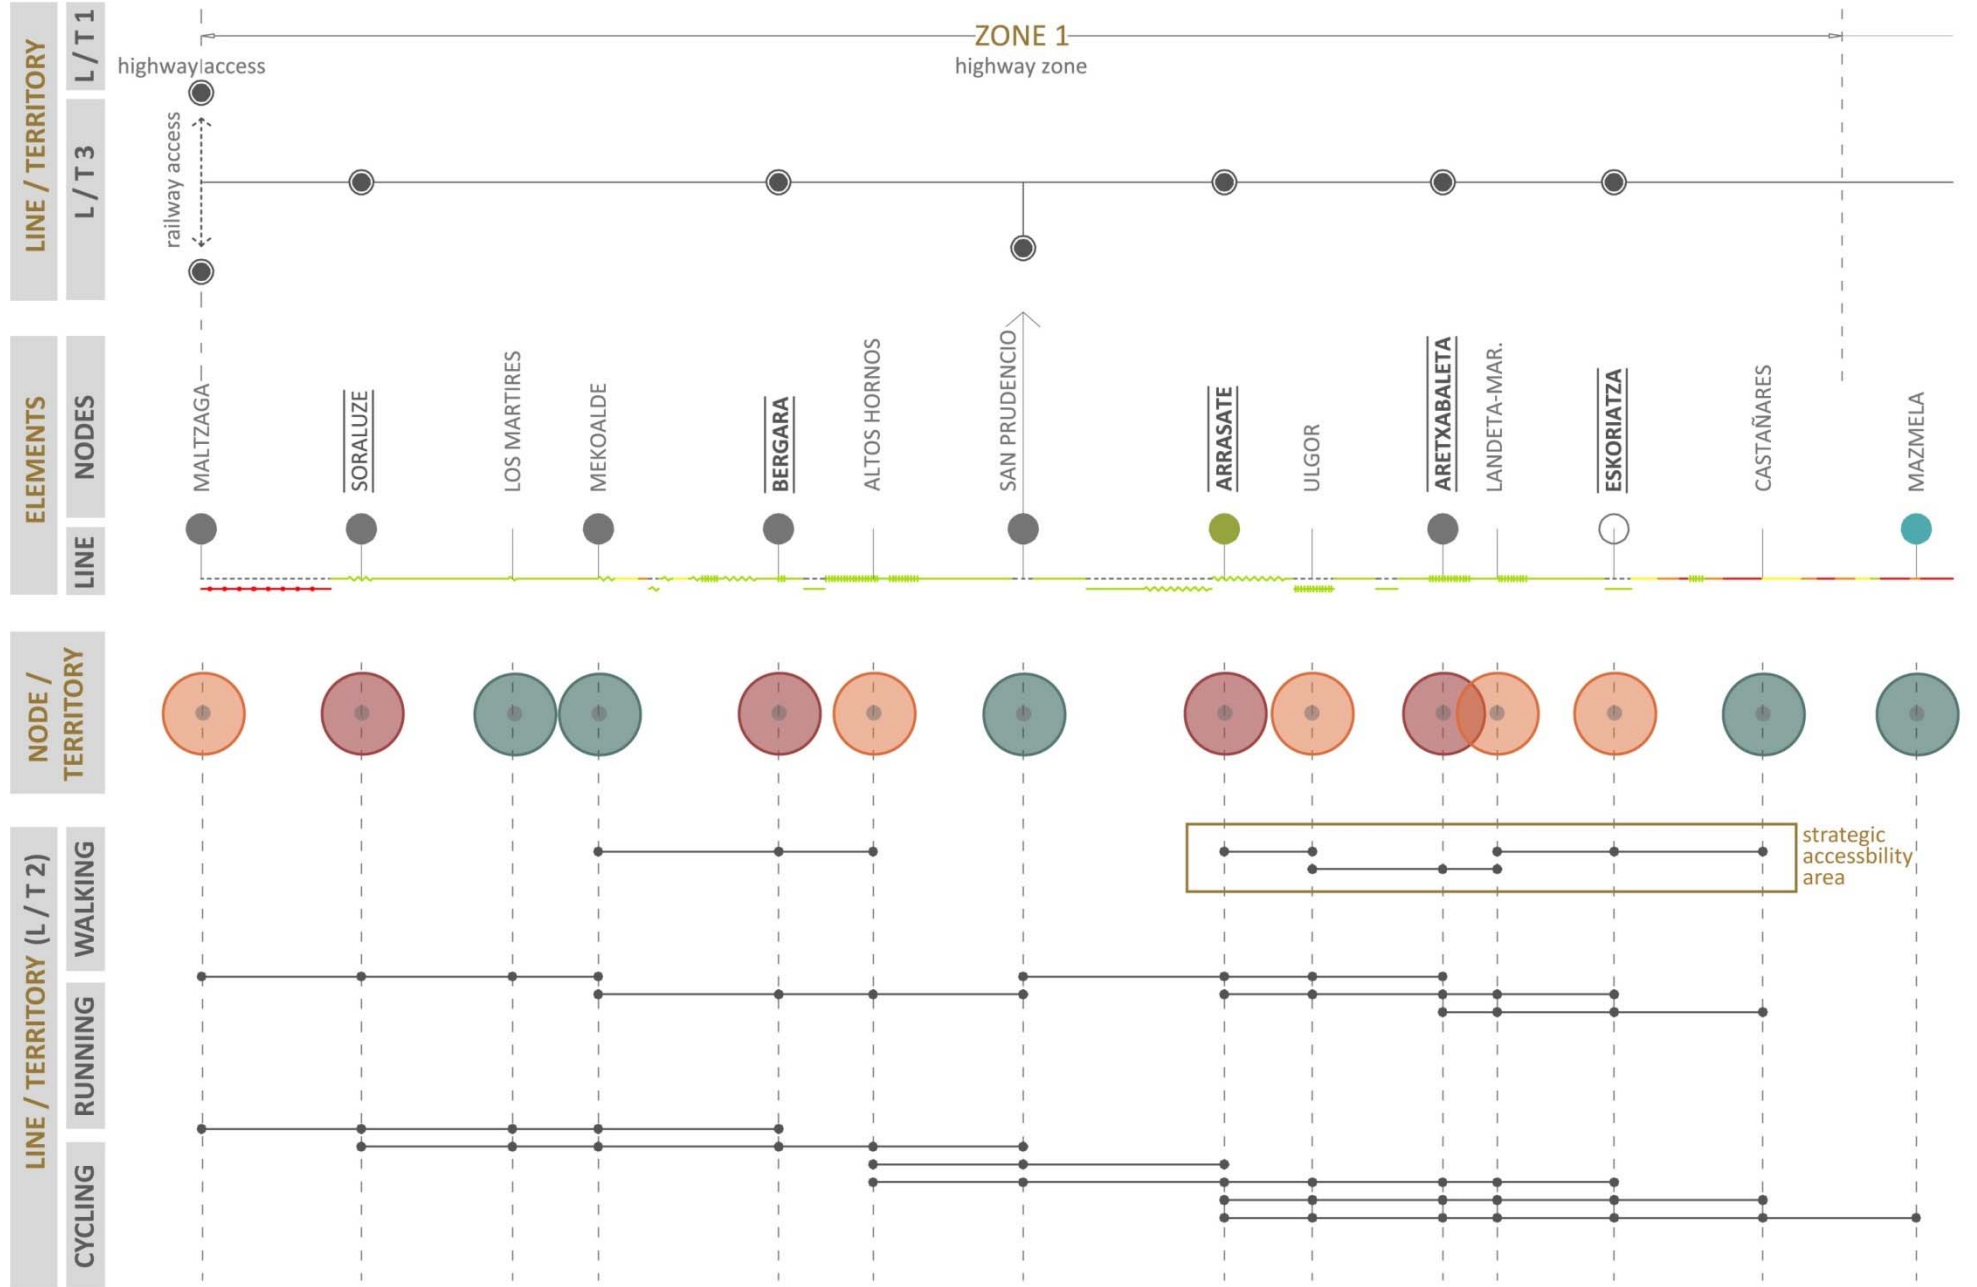 LINE / TERRITORY
L / T 1
L / T 3
ZONE 1
highway access
highway zone
railway access
ELEMENTS
NODES
LINE
MALTZAGA
SORALUZE
LOS MARTIRES
MEKOALDE
BERGARA
ALTOS HORNOS
SAN PRUDENCIO
ARRASATE
ULGOR
ARETXABALETA
LANDETA-MAR.
ESKORIATZA
CASTAÑARES
MAZMELA
NODE /
TERRITORY
LINE / TERRITORY (L / T 2)
WALKING
RUNNING
CYCLING
strategic
accessbility
area